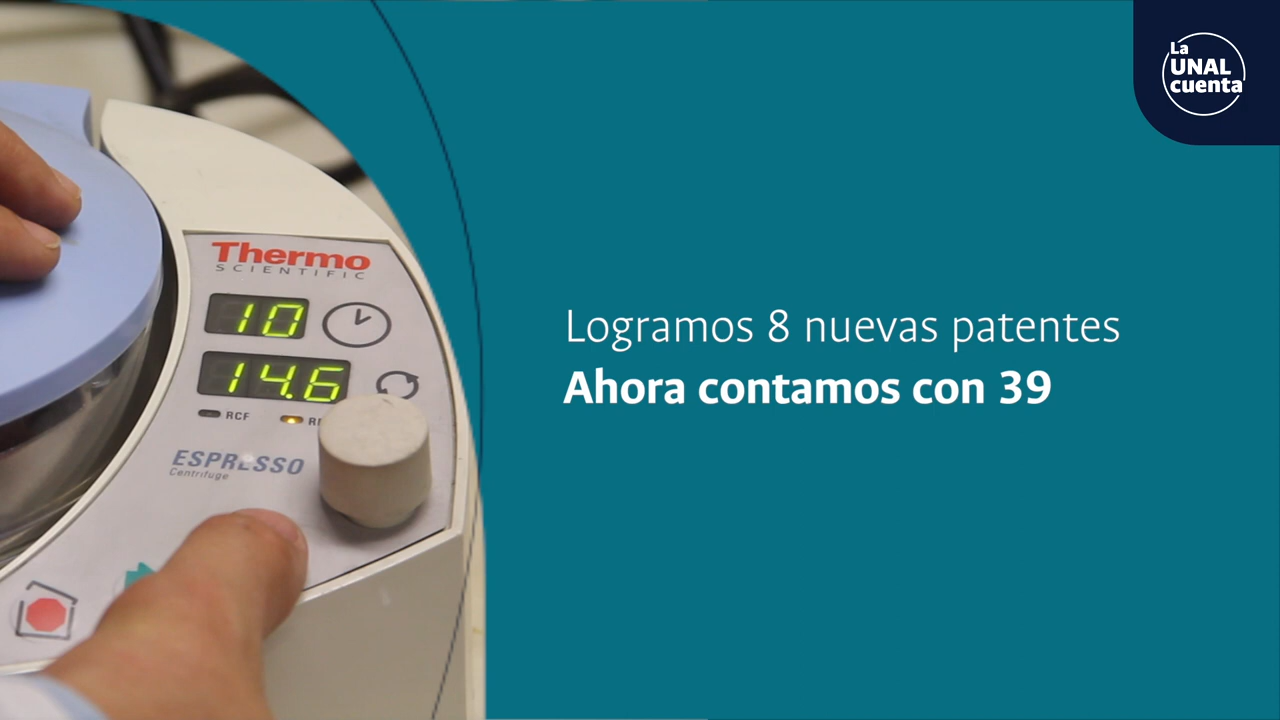 La
UNAL
cuenta
Thermo
SCIENTIFIC
10
14.6
RCF
ESPRESSO
Centrifuge
Logramos 8 nuevas patentes
Ahora contamos con 39